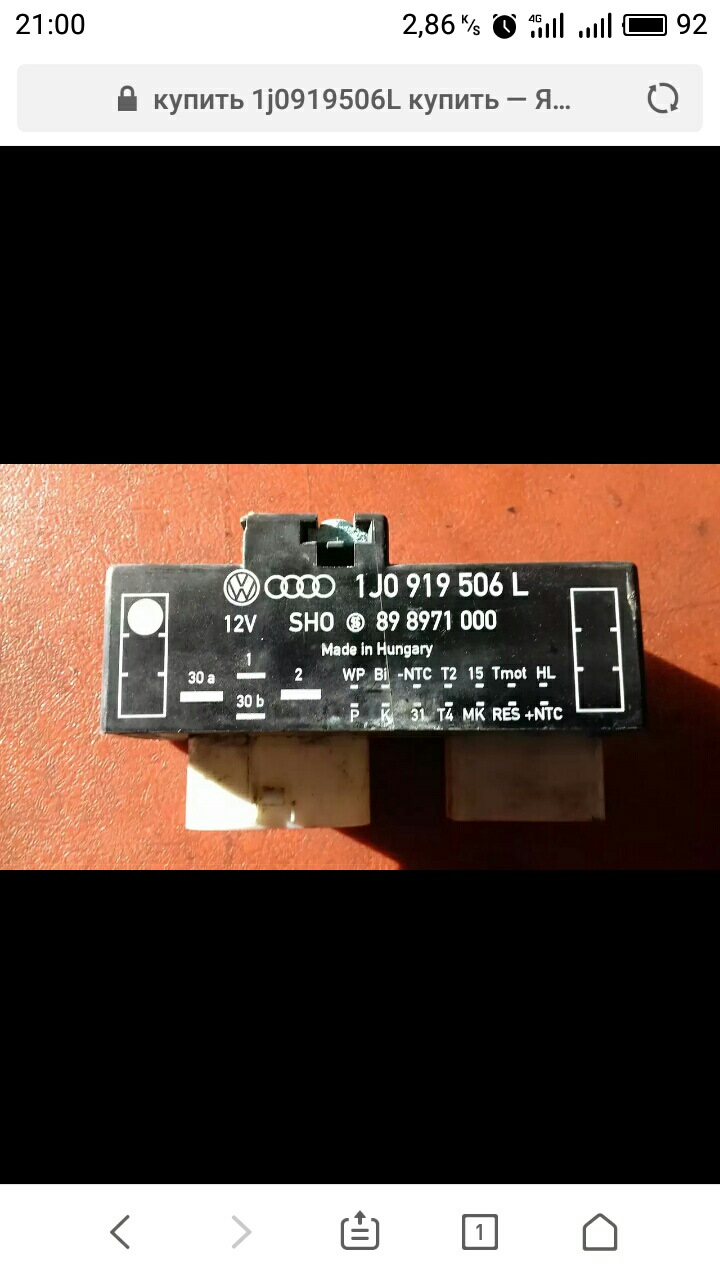 21:00 2,86 K/s 4G 92
купить 1j0919506L купить — Я...
1J0 919 506 L
12V SHO 89 8971 000
Made in Hungary
1
30 a 2 WP Bi -NTC T2 15 Tmot HL
30 b
P K 31 T4 MK RES +NTC
1